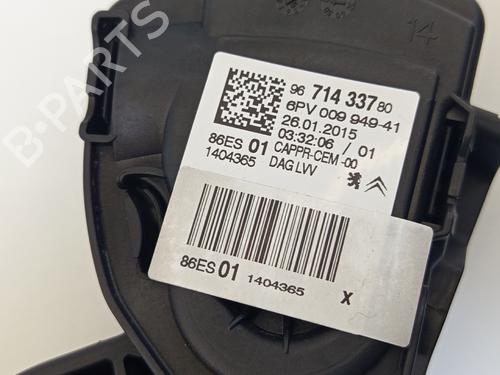 14
96 714 337 80
6PV 009 949-41
26.01.2015
03:32:06 / 01
86ES 01 CAPPR-CEM-00
1404365 DAG LVV
86ES 01 1404365 X
B-PARTS